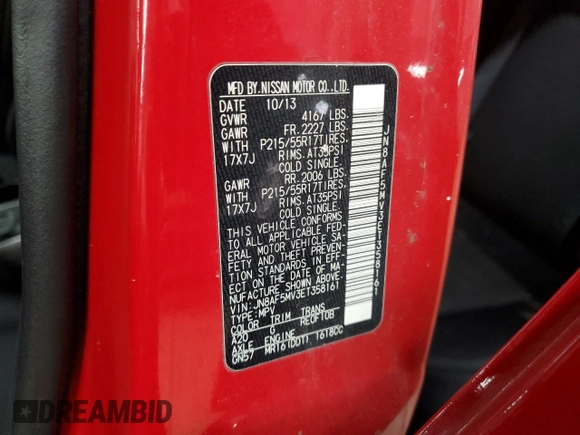 MFD BY.NISSAN MOTOR CO.,LTD.
DATE 10/13
GVWR 4167 LBS.
GAWR FR. 2227 LBS.
WITH P215/55R17TIRES.
17X7J RIMS. AT35PSI
COLD SINGLE.
GAWR RR. 2006 LBS.
WITH P215/55R17TIRES.
17X7J RIMS. AT35PSI
COLD SINGLE.
THIS VEHICLE CONFORMS
TO ALL APPLICABLE FED-
ERAL MOTOR VEHICLE SA-
FETY AND THEFT PREVEN-
TION STANDARDS IN EFF-
ECT ON THE DATE OF MA-
NUFACTURE SHOWN ABOVE.
VIN:JN8AF5MV3ET358161
TYPE:MPV
COLOR TRIM TRANS
A20 G RE0F10B
AXLE ENGINE
GN57 MR16(DDT) 1618CC
JN8AF5MV3ET358161
DREAMBID